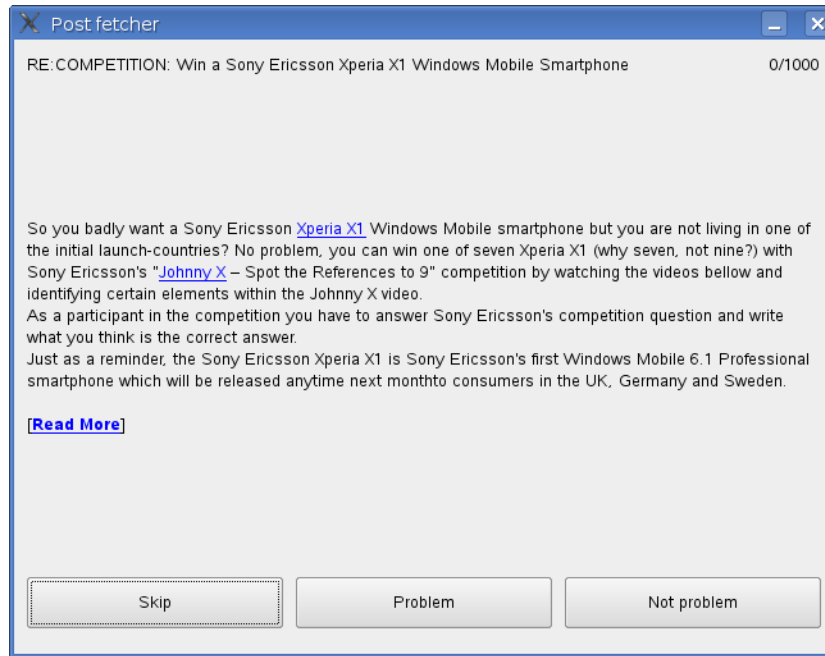 Post fetcher
RE:COMPETITION: Win a Sony Ericsson Xperia X1 Windows Mobile Smartphone 0/1000
So you badly want a Sony Ericsson Xperia X1 Windows Mobile smartphone but you are not living in one of
the initial launch-countries? No problem, you can win one of seven Xperia X1 (why seven, not nine?) with
Sony Ericsson's "Johnny X – Spot the References to 9" competition by watching the videos bellow and
identifying certain elements within the Johnny X video.
As a participant in the competition you have to answer Sony Ericsson's competition question and write
what you think is the correct answer.
Just as a reminder, the Sony Ericsson Xperia X1 is Sony Ericsson's first Windows Mobile 6.1 Professional
smartphone which will be released anytime next monthto consumers in the UK, Germany and Sweden.
[Read More]
Skip Problem Not problem